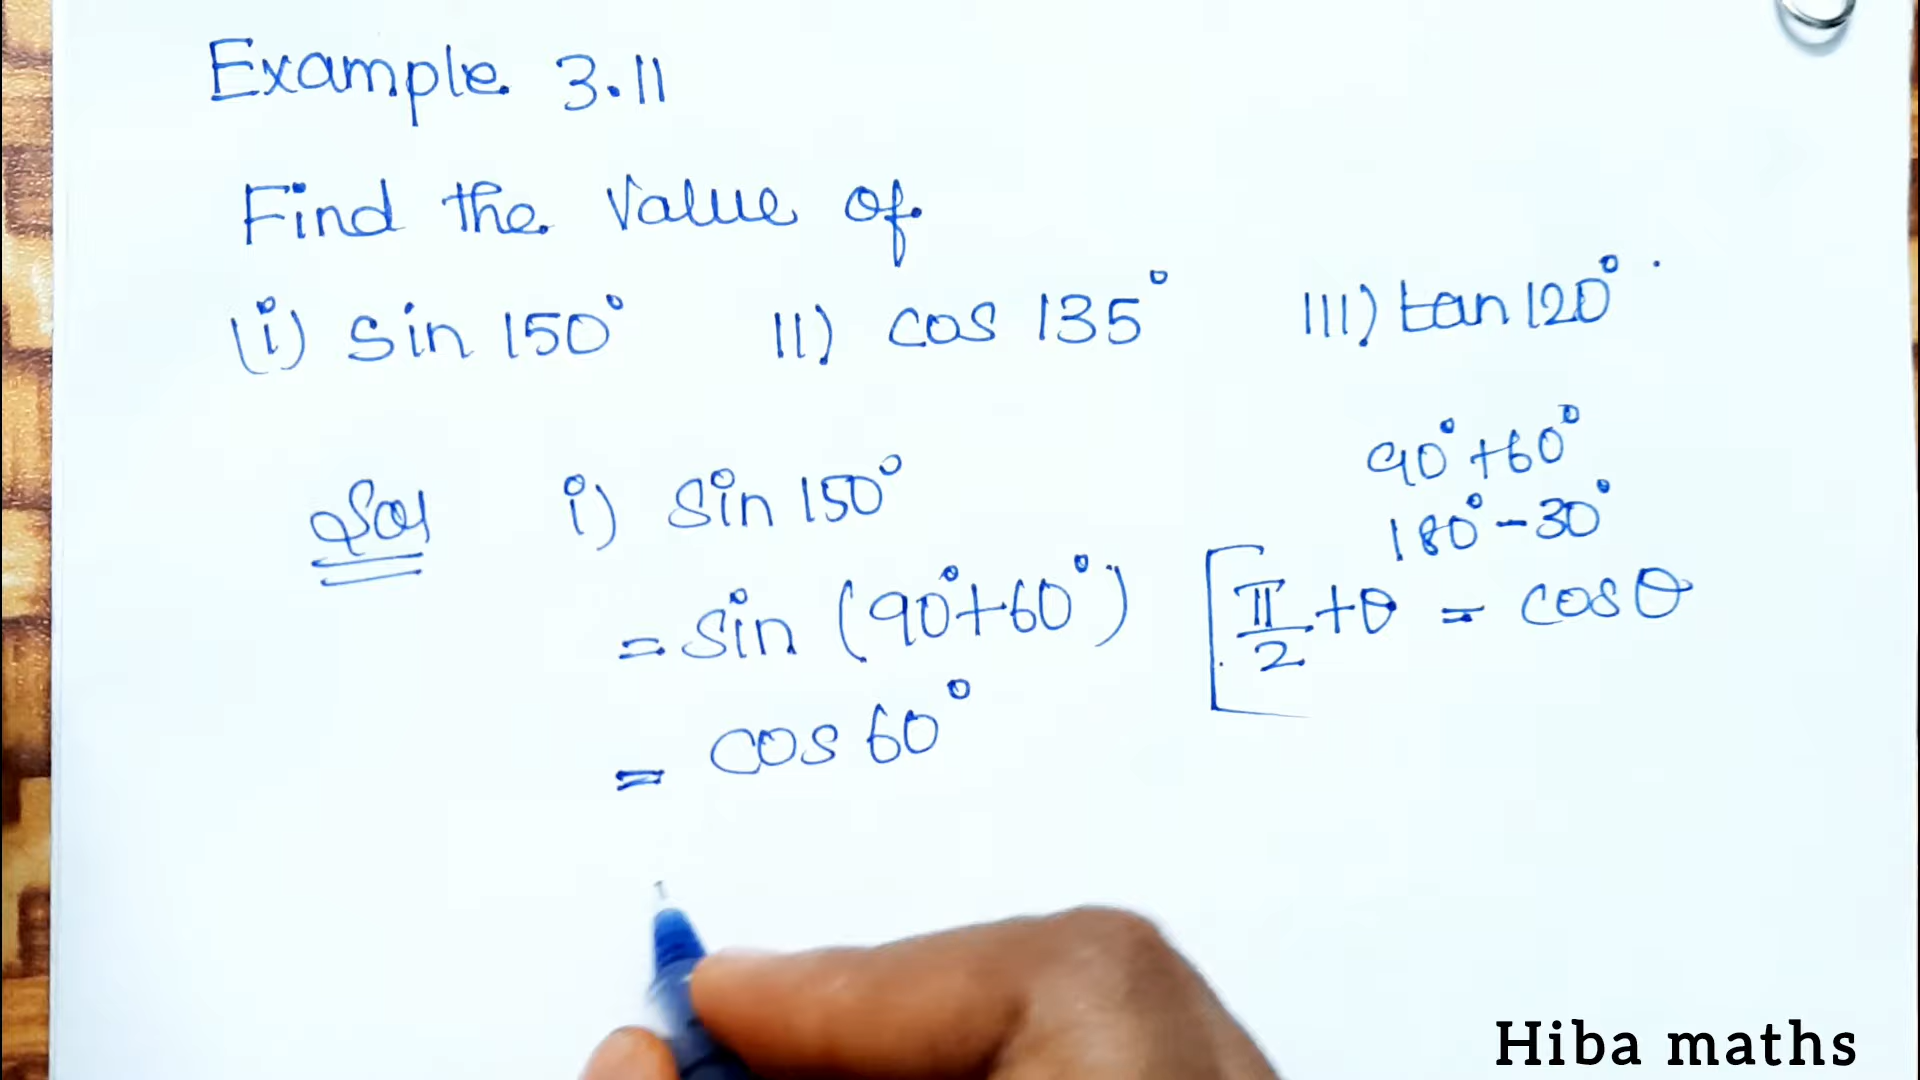 Example 3.11
Find the value of
(i) sin 150° II) cos 135° III) tan 120°
90°+60°
Sol i) sin 150° 180°-30°
= sin (90°+60°) [π/2+θ = cosθ
= cos 60°
Hiba maths